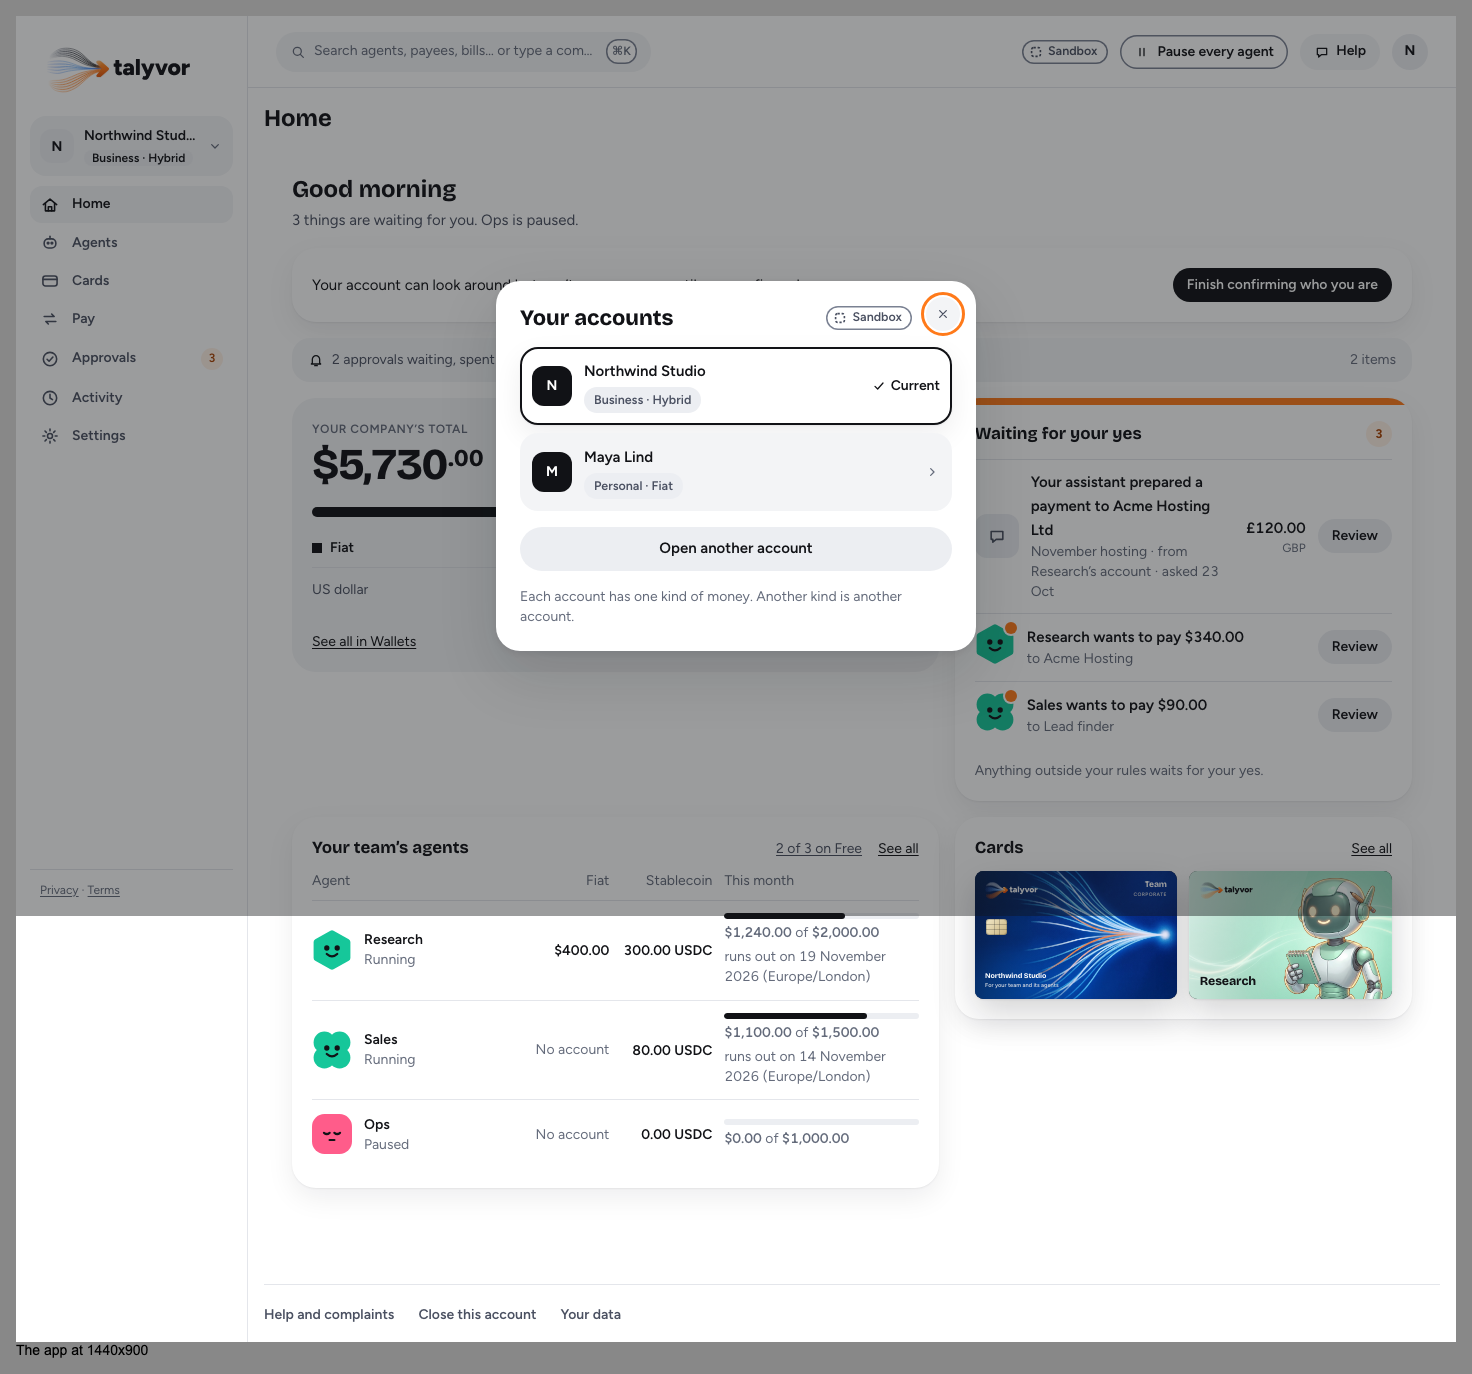 talyvor
Search agents, payees, bills... or type a com...
⌘K
Sandbox
Pause every agent
Help
N
N
Northwind Stud...
Business · Hybrid
Home
Agents
Cards
Pay
Approvals
3
Activity
Settings
Privacy · Terms
Home
Good morning
3 things are waiting for you. Ops is paused.
Your account can look around
Finish confirming who you are
2 approvals waiting, spent
2 items
YOUR COMPANY'S TOTAL
$5,730.00
Fiat
US dollar
See all in Wallets
Your accounts
Sandbox
N
Northwind Studio
Business · Hybrid
Current
M
Maya Lind
Personal · Fiat
Open another account
Each account has one kind of money. Another kind is another
account.
Waiting for your yes
3
Your assistant prepared a
payment to Acme Hosting
Ltd
November hosting · from
Research's account · asked 23
Oct
£120.00
GBP
Review
Research wants to pay $340.00
to Acme Hosting
Review
Sales wants to pay $90.00
to Lead finder
Review
Anything outside your rules waits for your yes.
Your team's agents
2 of 3 on Free
See all
Agent
Fiat
Stablecoin
This month
Research
Running
$400.00
300.00 USDC
$1,240.00 of $2,000.00
runs out on 19 November
2026 (Europe/London)
Sales
Running
No account
80.00 USDC
$1,100.00 of $1,500.00
runs out on 14 November
2026 (Europe/London)
Ops
Paused
No account
0.00 USDC
$0.00 of $1,000.00
Cards
See all
talyvor
Team
CORPORATE
Northwind Studio
For your team and its agents
talyvor
Research
Help and complaints
Close this account
Your data
The app at 1440x900